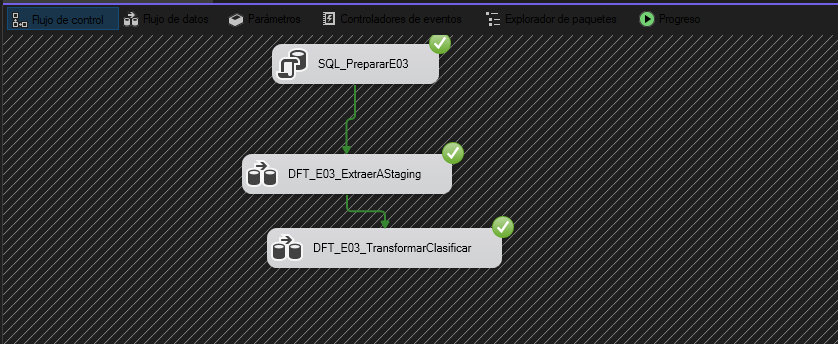 Flujo de control
Flujo de datos
Parámetros
Controladores de eventos
Explorador de paquetes
Progreso
SQL_PrepararE03
DFT_E03_ExtraerAStaging
DFT_E03_TransformarClasificar